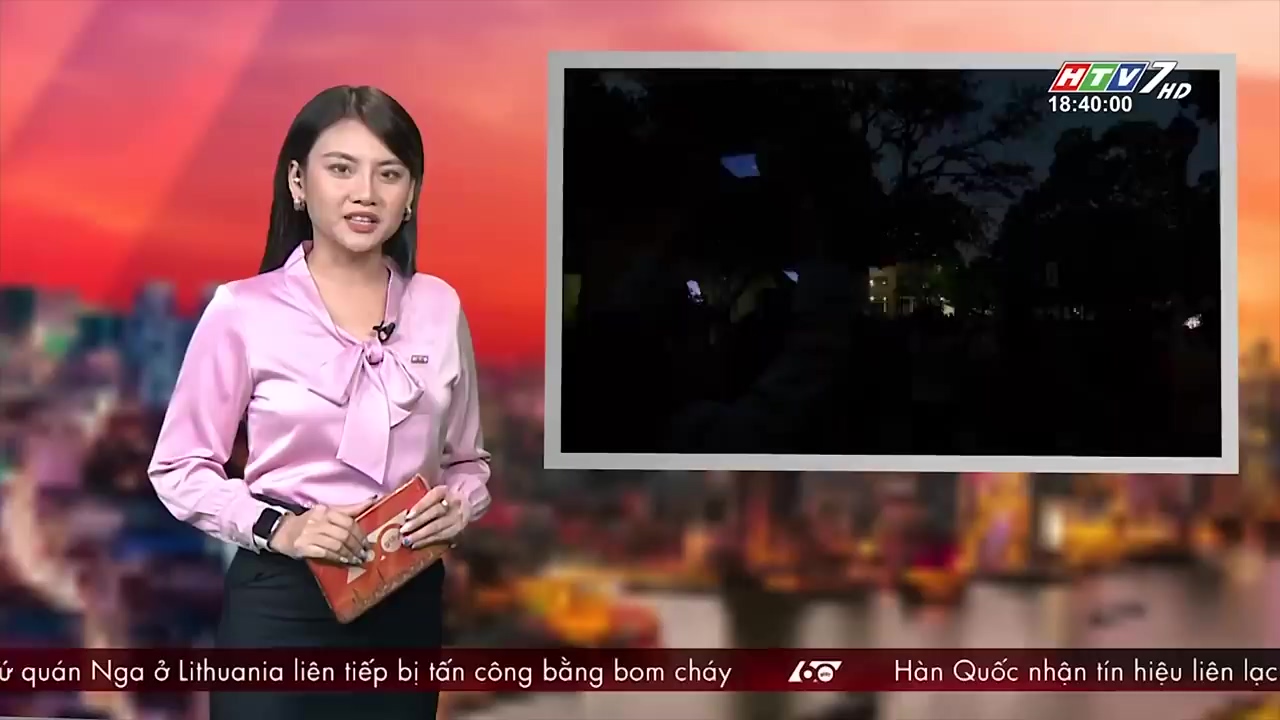 HTV7 HD
18:40:00
ứ quán Nga ở Lithuania liên tiếp bị tấn công bằng bom cháy
60
Hàn Quốc nhận tín hiệu liên lạc